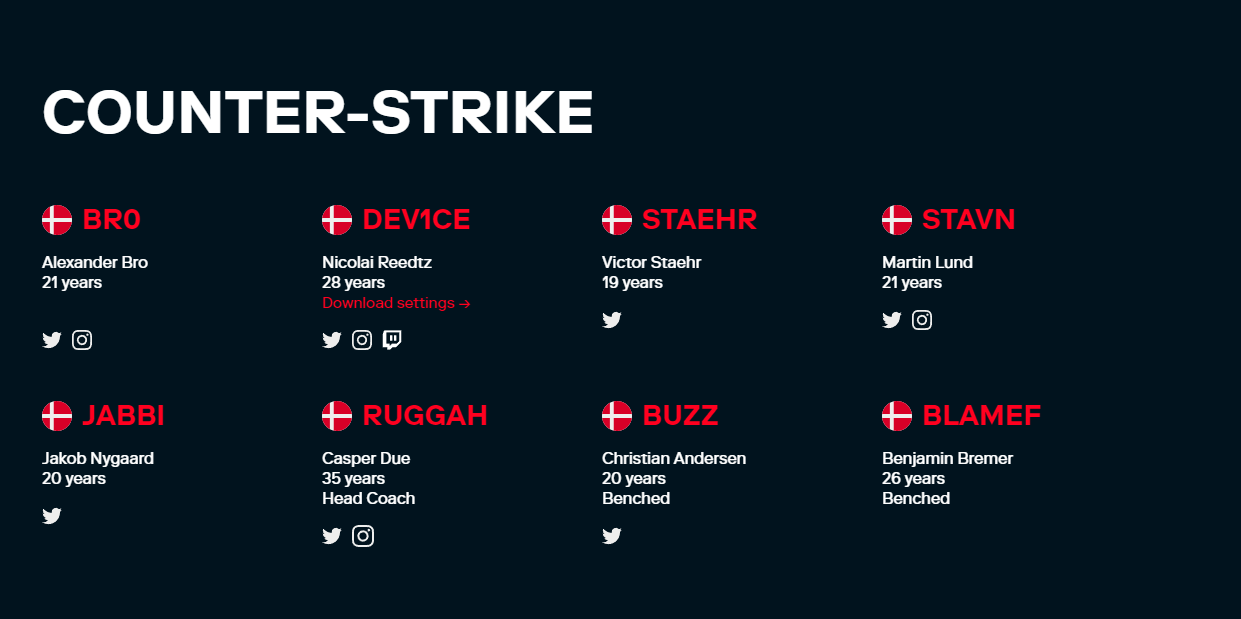 COUNTER-STRIKE
BR0
Alexander Bro
21 years
DEV1CE
Nicolai Reedtz
28 years
Download settings →
STAEHR
Victor Staehr
19 years
STAVN
Martin Lund
21 years
JABBI
Jakob Nygaard
20 years
RUGGAH
Casper Due
35 years
Head Coach
BUZZ
Christian Andersen
20 years
Benched
BLAMEF
Benjamin Bremer
26 years
Benched